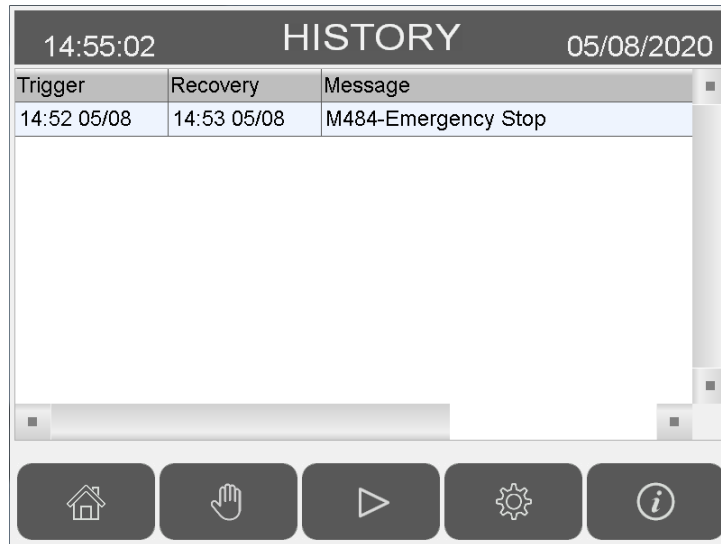 14:55:02 HISTORY 05/08/2020
Trigger Recovery Message
14:52 05/08 14:53 05/08 M484-Emergency Stop
i